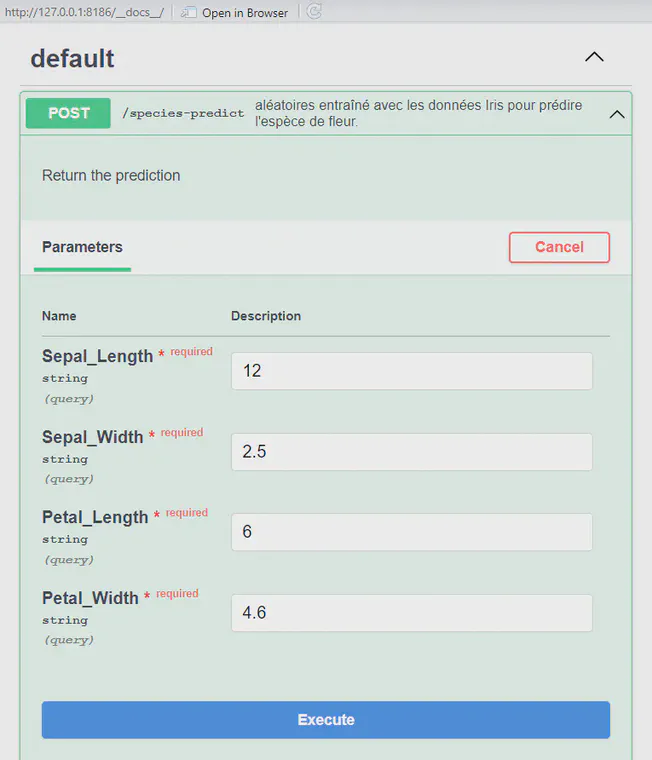 http://127.0.0.1:8186/__docs__/ Open in Browser
default
POST /species-predict aléatoires entraîné avec les données Iris pour prédire
l'espèce de fleur.
Return the prediction
Parameters Cancel
Name Description
Sepal_Length * required
string
(query)
12
Sepal_Width * required
string
(query)
2.5
Petal_Length * required
string
(query)
6
Petal_Width * required
string
(query)
4.6
Execute